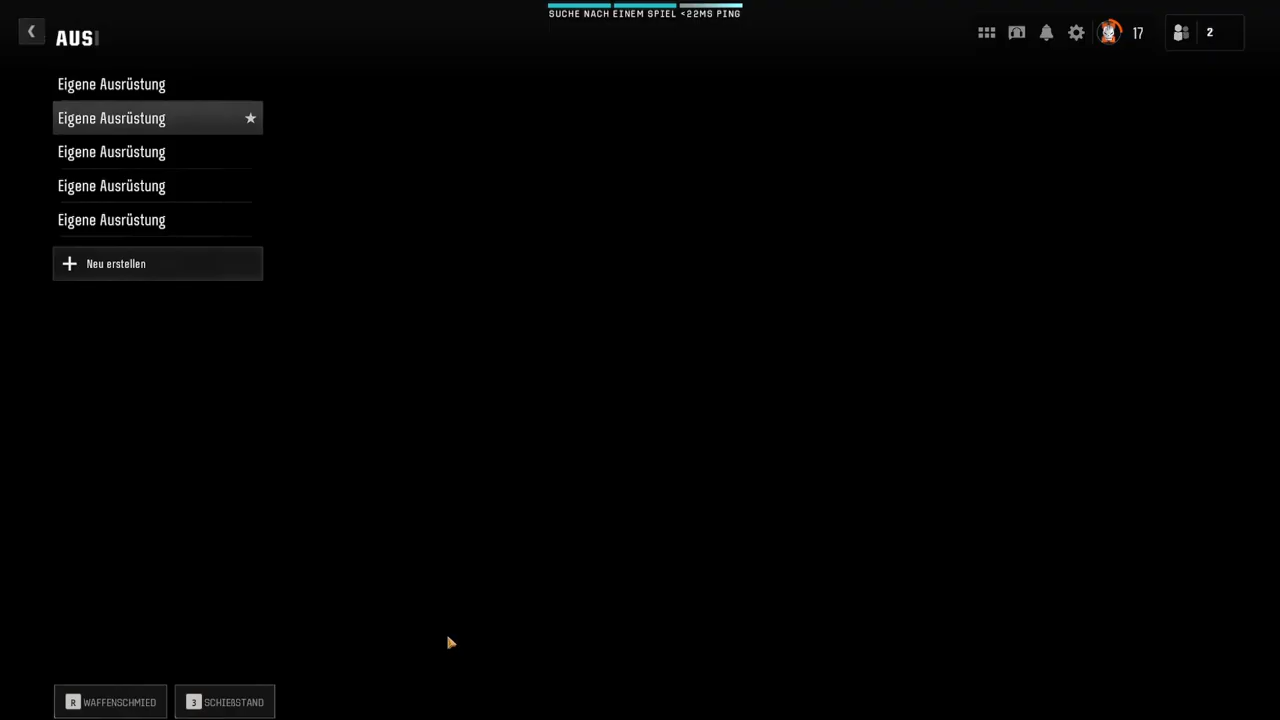 SUCHE NACH EINEM SPIEL <22MS PING
AUS
17
2
Eigene Ausrüstung
Eigene Ausrüstung
Eigene Ausrüstung
Eigene Ausrüstung
Eigene Ausrüstung
Neu erstellen
R WAFFENSCHMIED
3 SCHIEßSTAND